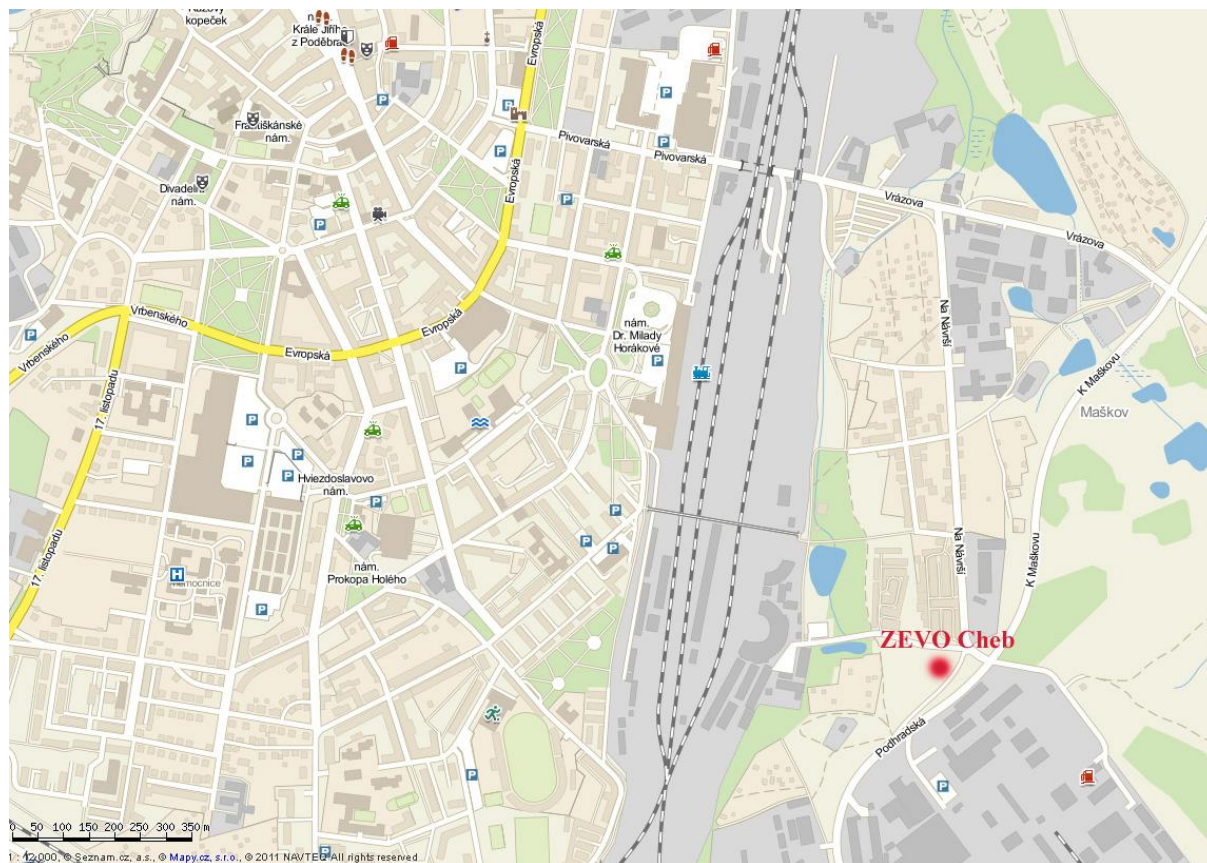 kopeček
n
Krále Jiřího
z Poděbrad
Evropská
P
P
P
P
Františkánské
nám.
Pivovarská
Pivovarská
P
P
Evropská
Divadelní
nám.
P
P
Vrázova
Vrázova
Na Návrší
Vrbenského
Vrbenského
Evropská
Evropská
nám.
Dr. Milady
Horákové
P
P
P
K Maškovu
Maškov
17. listopadu
P
P
P
Hviezdoslavovo
nám.
P
P
P
P
Na Návrší
K Maškovu
17. listopadu
nám.
Prokopa Holého
H
Nemocnice
P
ZEVO Cheb
Podhradská
P
P
0 50 100 150 200 250 300 350 m
1 : 12 000, © Seznam.cz, a.s., © Mapy.cz, s.r.o., © 2011 NAVTEQ All rights reserved